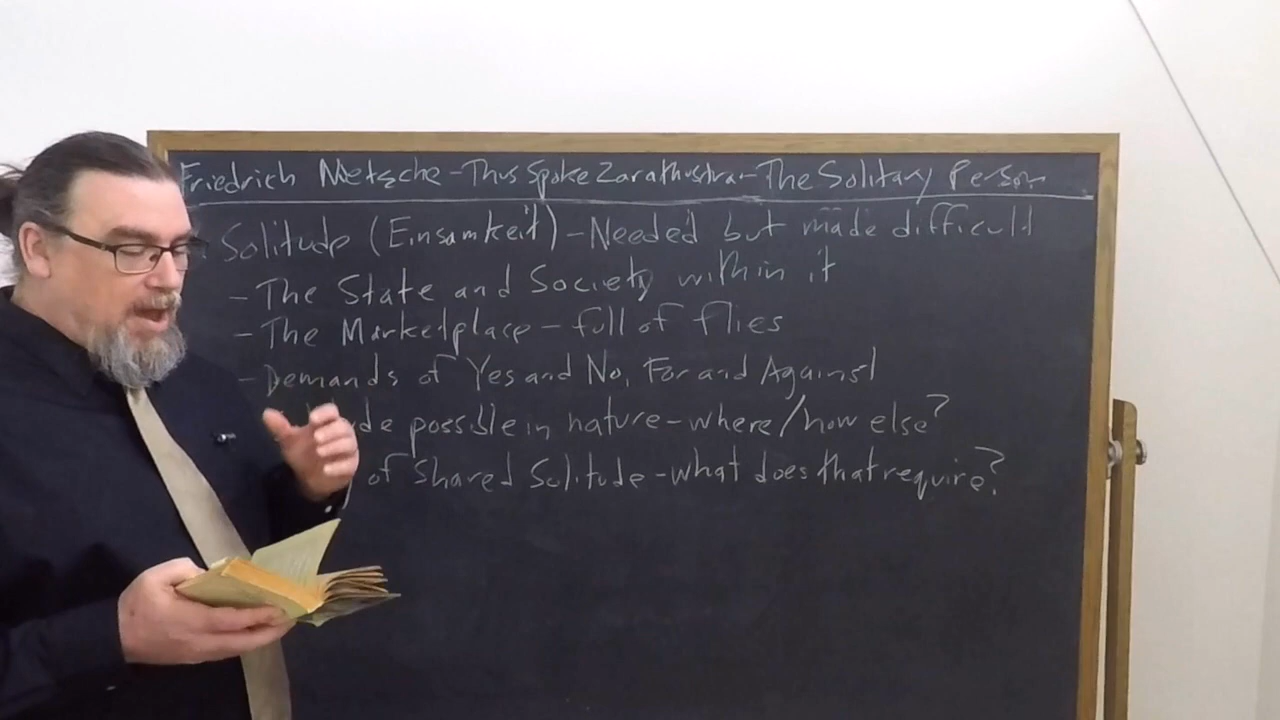 Friedrich Nietzsche - Thus Spoke Zarathustra - The Solitary Person
Solitude (Einsamkeit) - Needed but made difficult
- The State and Society within it
- The Marketplace - full of flies
- Demands of Yes and No, For and Against
possible in nature - where/how else?
of Shared Solitude - what does that require?